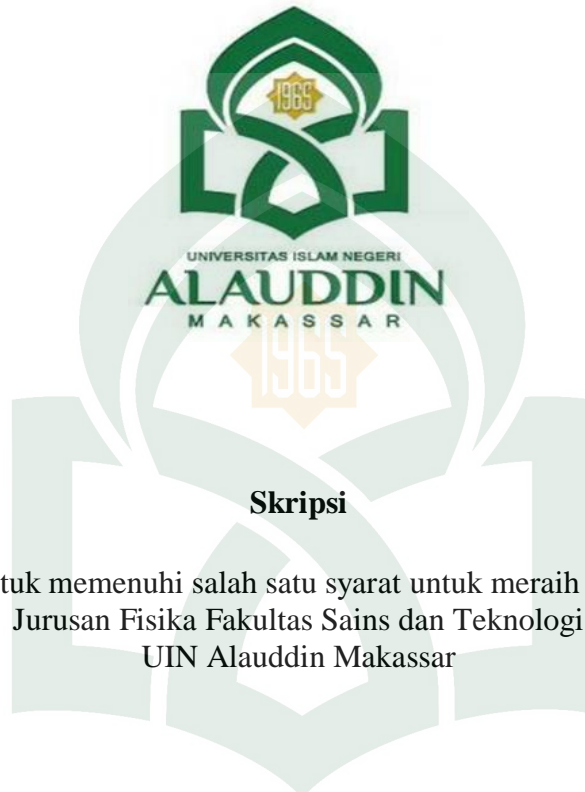 1965
UNIVERSITAS ISLAM NEGERI
ALAUDDIN
MAKASSAR
1965
Skripsi
tuk memenuhi salah satu syarat untuk meraih
Jurusan Fisika Fakultas Sains dan Teknologi
UIN Alauddin Makassar